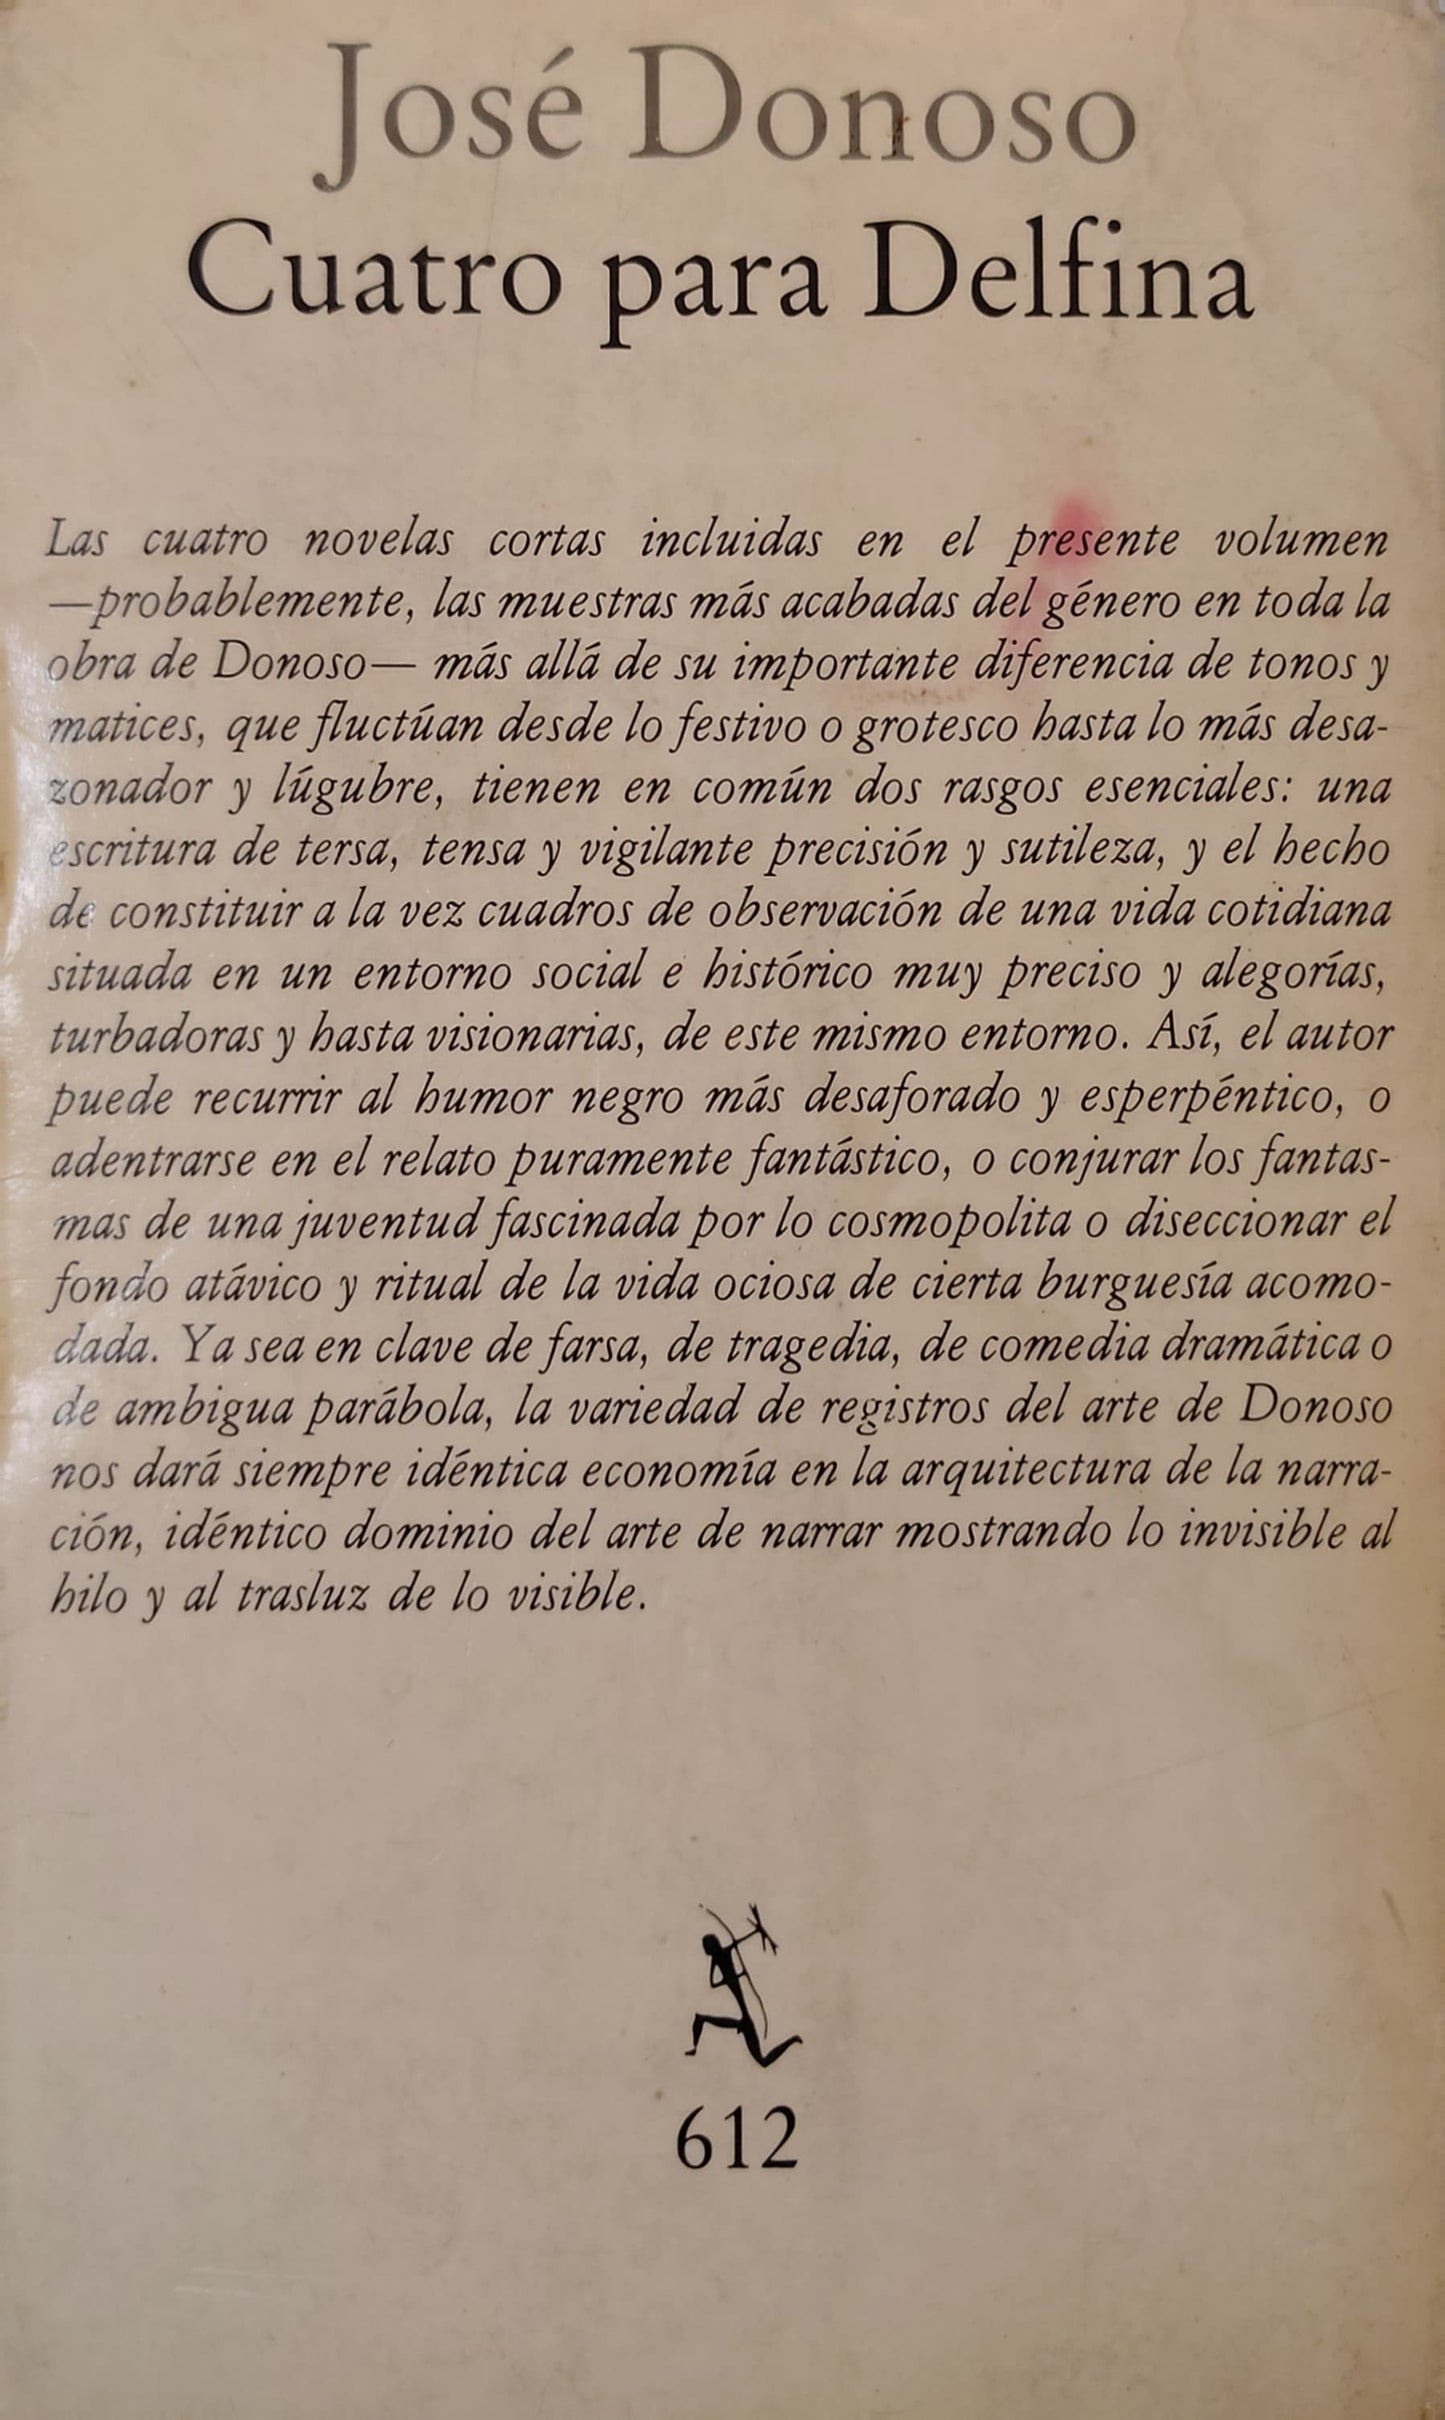 José Donoso
Cuatro para Delfina
Las cuatro novelas cortas incluidas en el presente volumen
—probablemente, las muestras más acabadas del género en toda la
obra de Donoso— más allá de su importante diferencia de tonos y
matices, que fluctúan desde lo festivo o grotesco hasta lo más desa-
zonador y lúgubre, tienen en común dos rasgos esenciales: una
escritura de tersa, tensa y vigilante precisión y sutileza, y el hecho
de constituir a la vez cuadros de observación de una vida cotidiana
situada en un entorno social e histórico muy preciso y alegorías,
turbadoras y hasta visionarias, de este mismo entorno. Así, el autor
puede recurrir al humor negro más desaforado y esperpéntico, o
adentrarse en el relato puramente fantástico, o conjurar los fantas-
mas de una juventud fascinada por lo cosmopolita o diseccionar el
fondo atávico y ritual de la vida ociosa de cierta burguesía acomo-
dada. Ya sea en clave de farsa, de tragedia, de comedia dramática o
de ambigua parábola, la variedad de registros del arte de Donoso
nos dará siempre idéntica economía en la arquitectura de la narra-
ción, idéntico dominio del arte de narrar mostrando lo invisible al
hilo y al trasluz de lo visible.
612